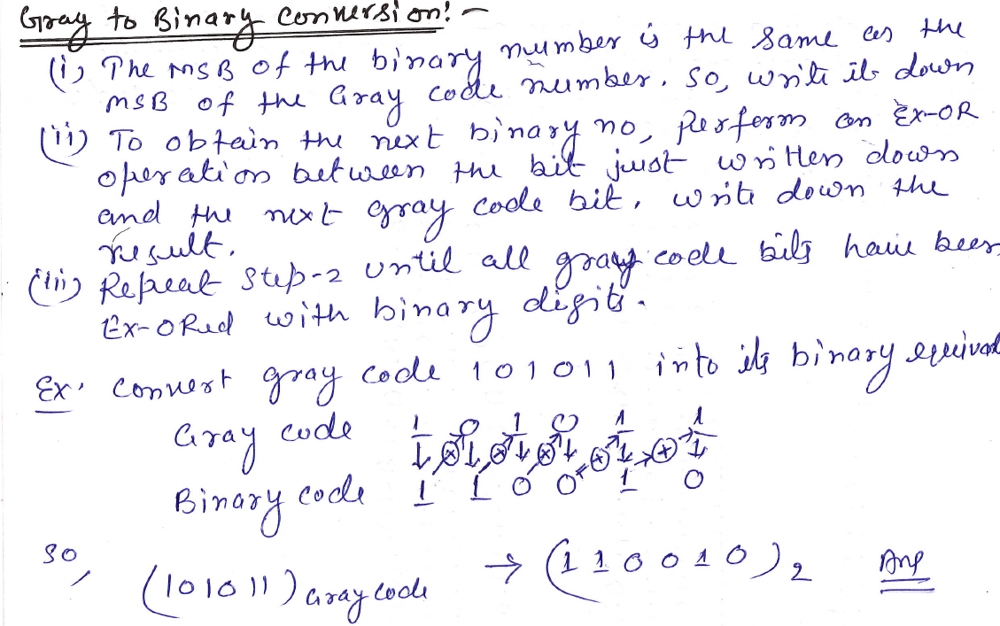 Gray to Binary Conversion:-
(i) The MSB of the binary number is the same as the
MSB of the Gray code number. So, write it down
(ii) To obtain the next binary no, Perform an Ex-OR
operation between the bit just written down
and the next gray code bit, write down the
result.
(iii) Repeat Step-2 until all gray code bits have been
Ex-ORed with binary digits.
Ex. Convert gray code 101011 into its binary equival
Gray code 1 0 1 0 1 1
Binary code 1 1 0 0 1 0
So, (101011) Gray code → (110010)2 Ans